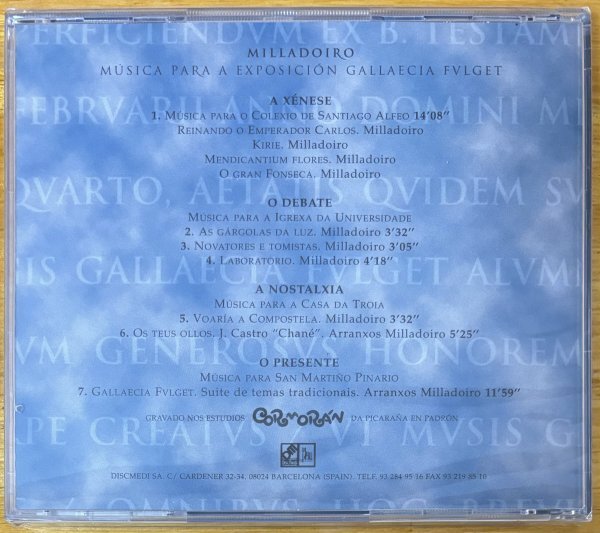 ERFICIENDVM EX B. TESTAM
MILLADOIRO
MÚSICA PARA A EXPOSICIÓN GALLAECIA FVLGET
FEBRVARII, ANO DOMINI M
A XÉNESE
1. MÚSICA PARA O COLEXIO DE SANTIAGO ALFEO 14'08"
REINANDO O EMPERADOR CARLOS. Milladoiro
KIRIE. Milladoiro
MENDICANTIUM FLORES. Milladoiro
O GRAN FONSECA. Milladoiro
QVARTO, AETATIS QVIDEM SV
O DEBATE
MÚSICA PARA A IGREXA DA UNIVERSIDADE
2. AS GÁRGOLAS DA LUZ. Milladoiro 3'32"
3. NOVATORES E TOMISTAS. Milladoiro 3'05"
4. LABORATORIO. Milladoiro 4'18"
SIS GALLAECIA FVLGET ALVM
A NOSTALXIA
MÚSICA PARA A CASA DA TROIA
5. VOARÍA A COMPOSTELA. Milladoiro 3'32"
6. OS TEUS OLLOS. J. Castro "Chané", Arranxos Milladoiro 5'25"
VM GENEROSOS HONOREM
O PRESENTE
MÚSICA PARA SAN MARTIÑO PINARIO
7. GALLAECIA FVLGET. Suite de temas tradicionais. Arranxos Milladoiro 11'59"
GRAVADO NOS ESTUDIOS CORMORÁN DA PICARAÑA EN PADRÓN
CREATVS MVSIS G
DISCMEDI SA. C/ CARDENER 32-34, 08024 BARCELONA (SPAIN). TELF. 93 284 95 16 FAX 93 219 85 16